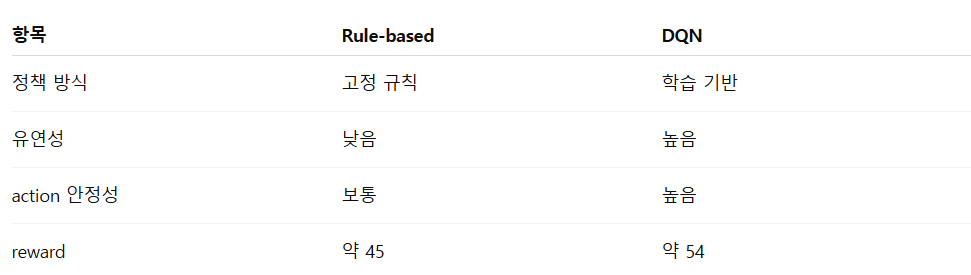 항목 Rule-based DQN
정책 방식 고정 규칙 학습 기반
유연성 낮음 높음
action 안정성 보통 높음
reward 약 45 약 54